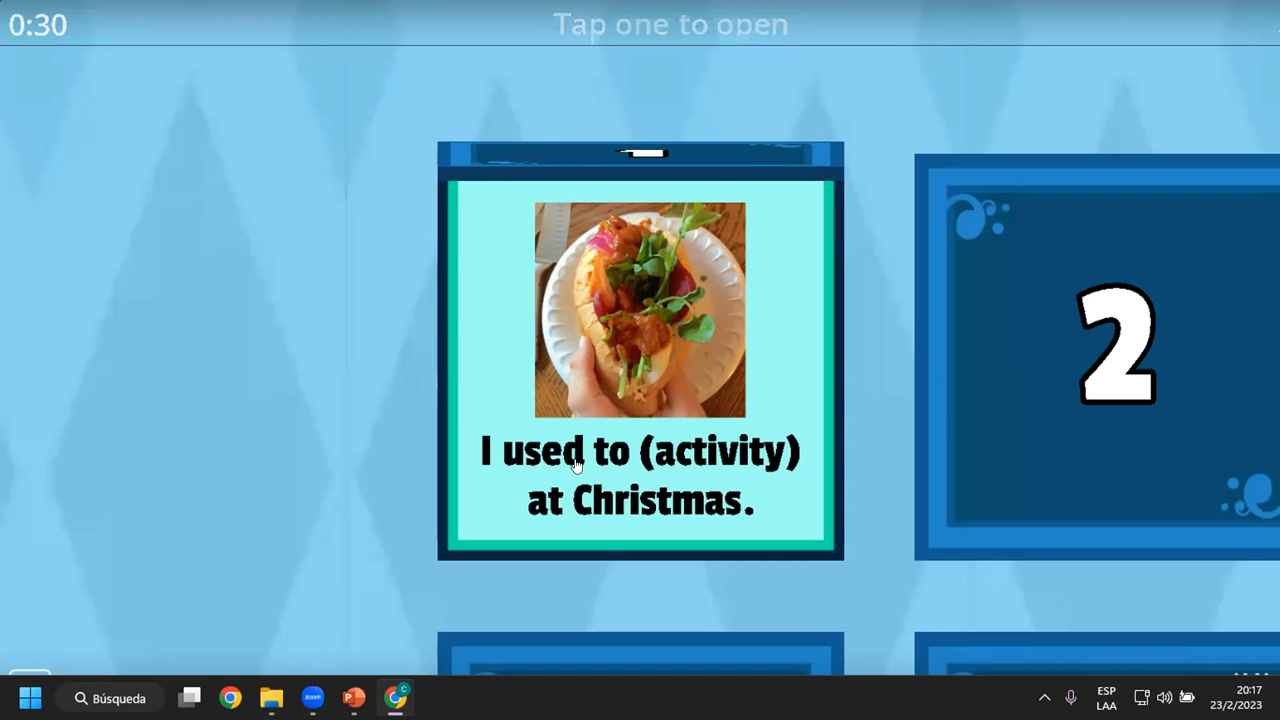 0:30
Tap one to open
I used to (activity)
at Christmas.
2
Búsqueda
zoom
ESP
LAA
20:17
23/2/2023